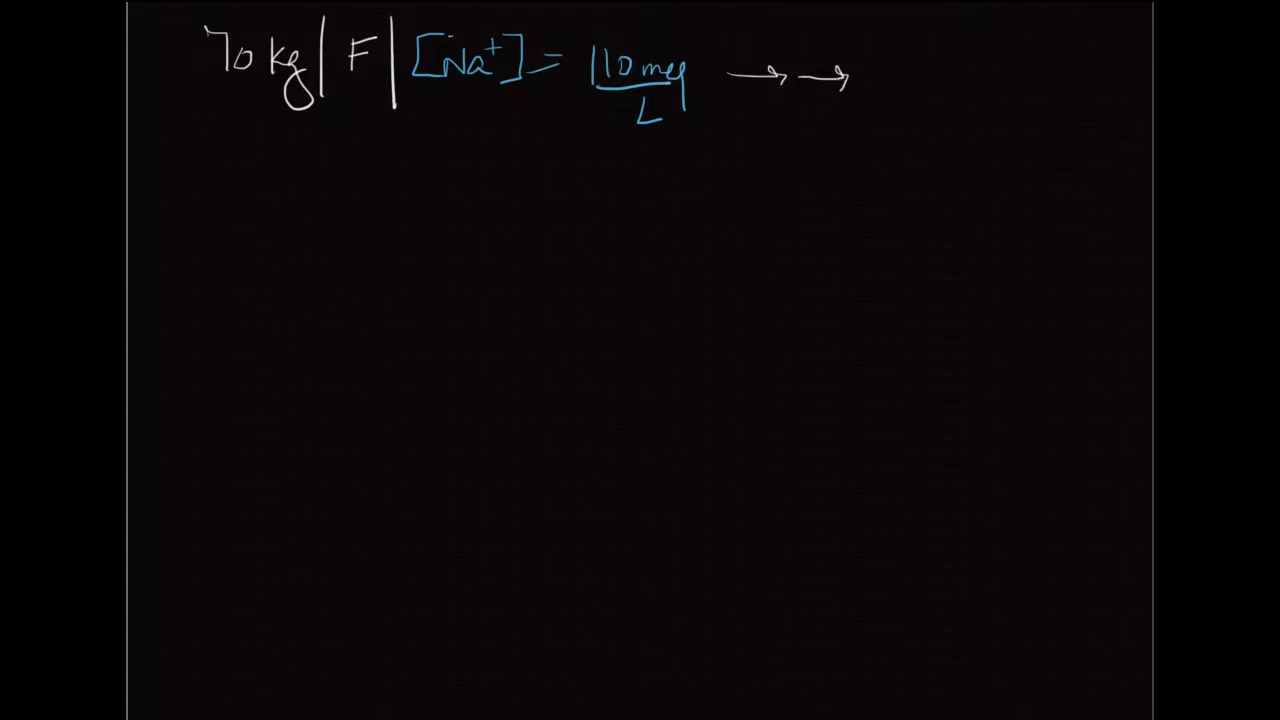 70 kg | F | [Na+] = 110 meq → →
L